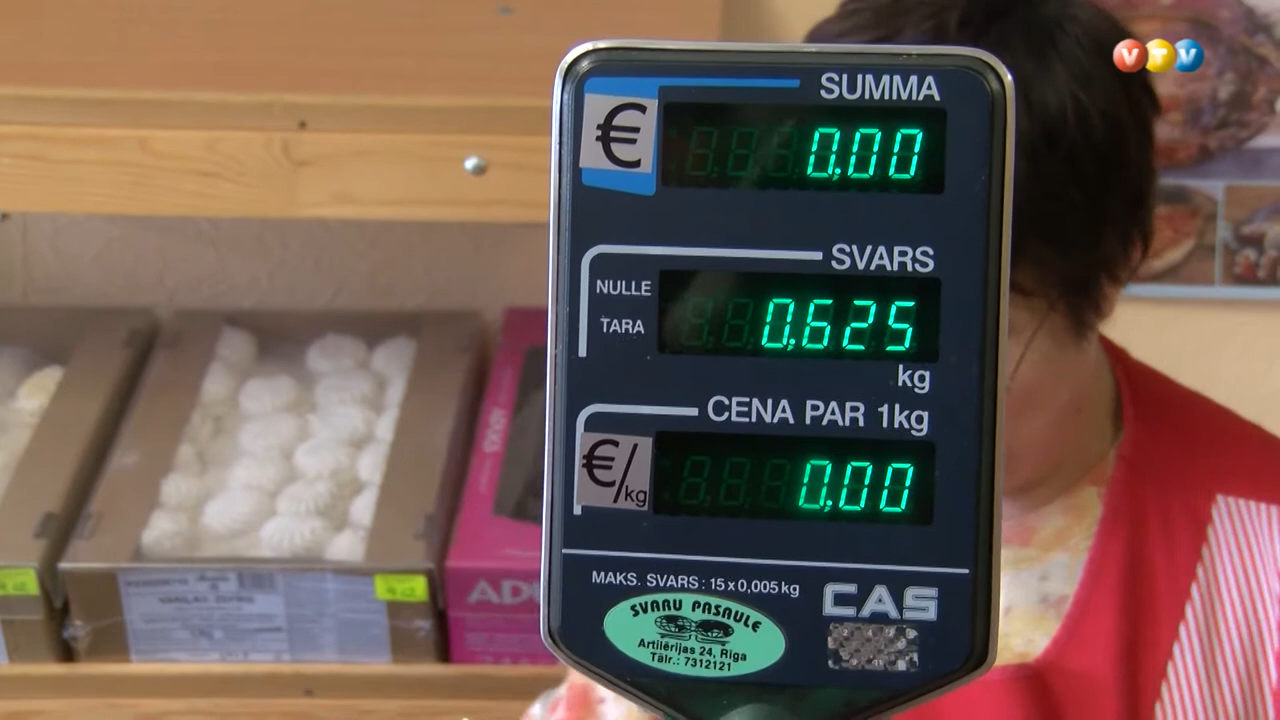 VTV
SUMMA
€
0.00
SVARS
NULLE
TARA
0.625
kg
CENA PAR 1kg
€/kg
0.00
MAKS. SVARS: 15 x 0,005 kg
CAS
SVARU PASAULE
Artilērijas 24, Rīga
Tālr.: 7312121